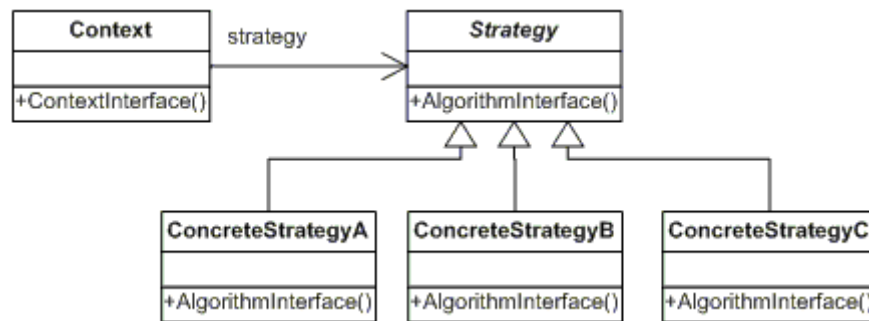 Context
strategy
Strategy
+ContextInterface()
+AlgorithmInterface()
ConcreteStrategyA
ConcreteStrategyB
ConcreteStrategyC
+AlgorithmInterface()
+AlgorithmInterface()
+AlgorithmInterface()